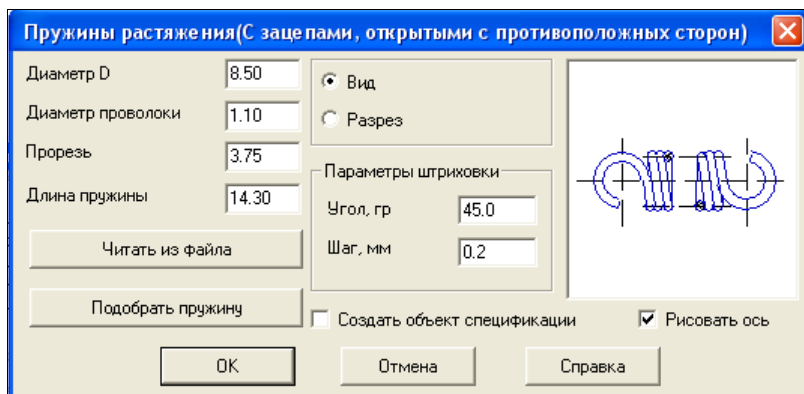 Пружины растяжения(С зацепами, открытыми с противоположных сторон)
Диаметр D 8.50
Диаметр проволоки 1.10
Прорезь 3.75
Длина пружины 14.30
Читать из файла
Подобрать пружину
Вид
Разрез
Параметры штриховки
Угол, гр 45.0
Шаг, мм 0.2
Создать объект спецификации
Рисовать ось
OK
Отмена
Справка